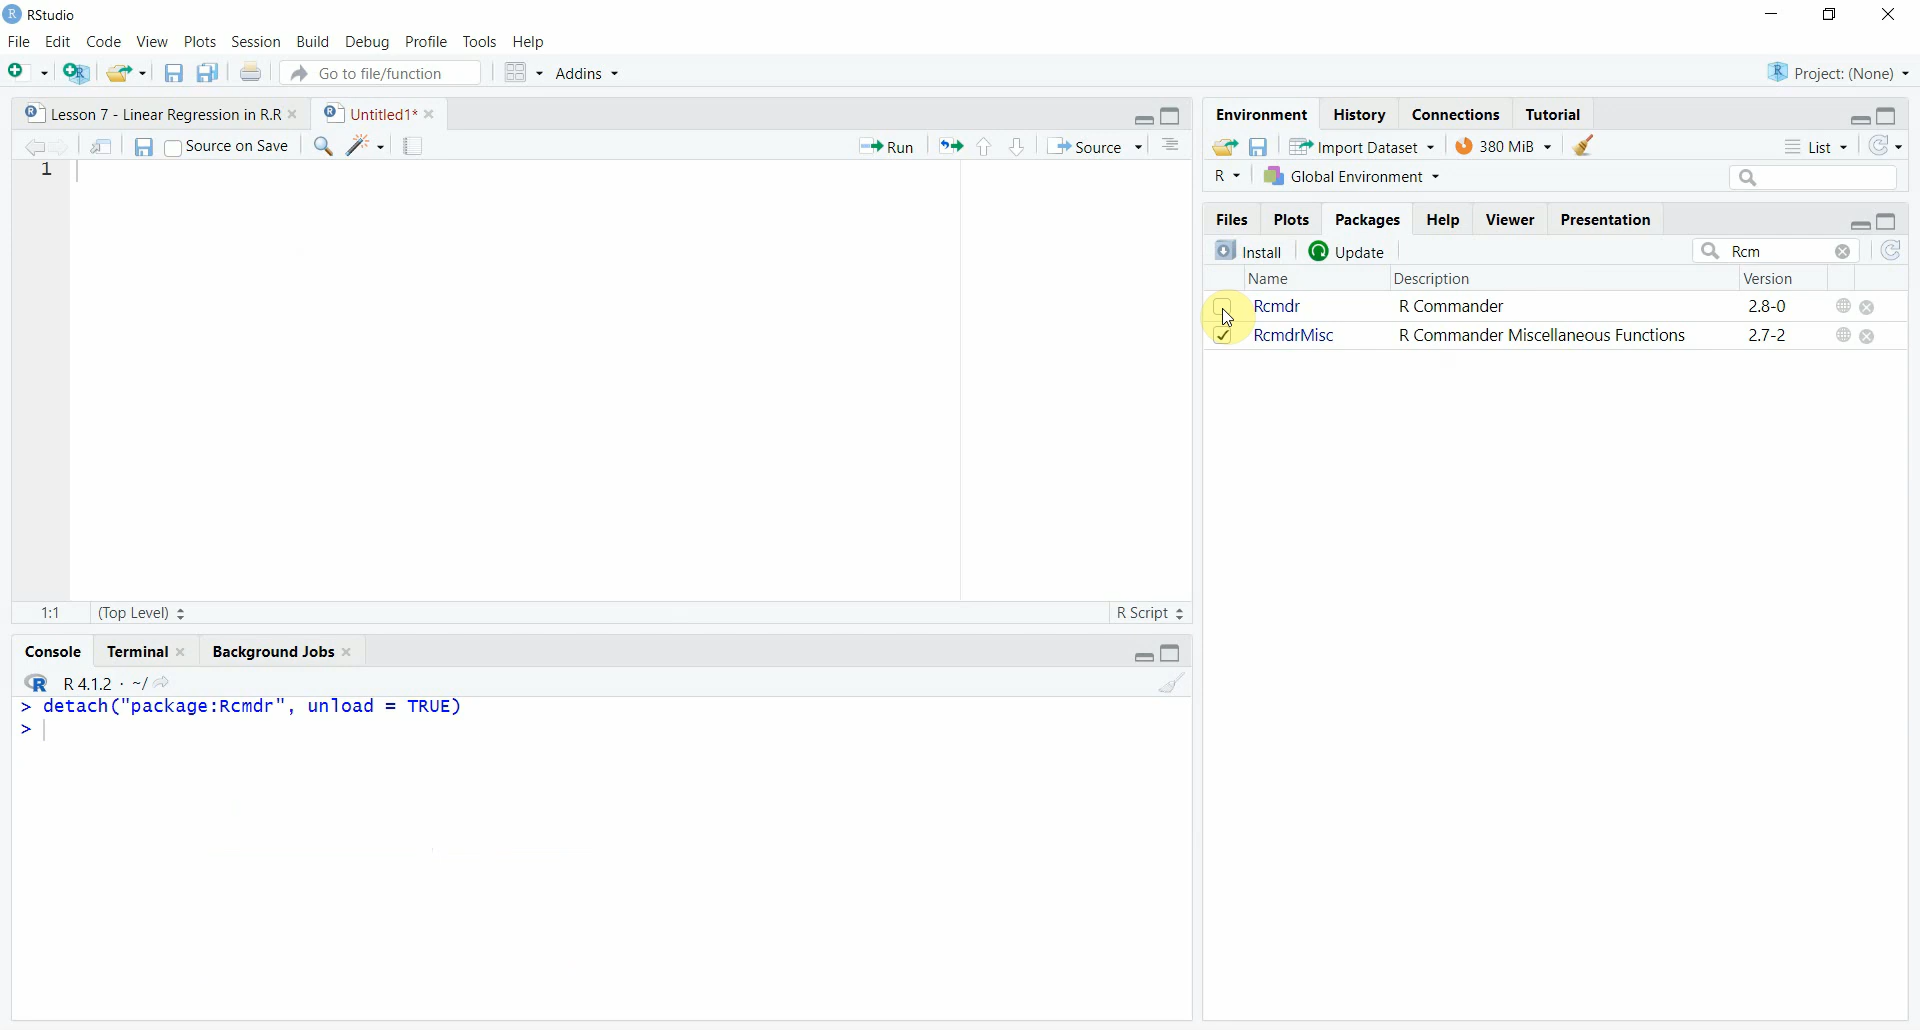 RStudio
File Edit Code View Plots Session Build Debug Profile Tools Help
Go to file/function Addins Project: (None)
Lesson 7 - Linear Regression in R.R Untitled1*
Source on Save Run Source
1
1:1 (Top Level) R Script
Console Terminal Background Jobs
R 4.1.2 · ~/
> detach("package:Rcmdr", unload = TRUE)
>
Environment History Connections Tutorial
Import Dataset 380 MiB List
R Global Environment
Files Plots Packages Help Viewer Presentation
Install Update Rcm
Name Description Version
Rcmdr R Commander 2.8-0
RcmdrMisc R Commander Miscellaneous Functions 2.7-2